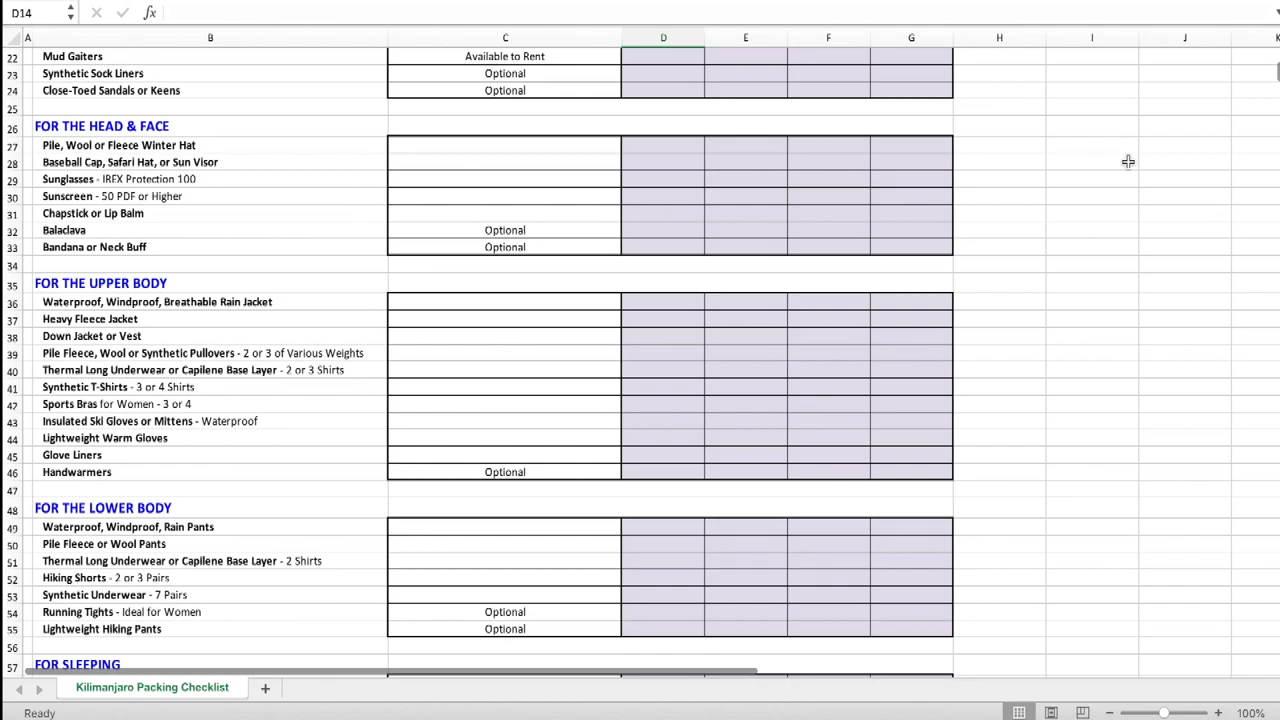 D14
fx
A B C D E F G H I J K
22 Mud Gaiters Available to Rent
23 Synthetic Sock Liners Optional
24 Close-Toed Sandals or Keens Optional
25
26 FOR THE HEAD & FACE
27 Pile, Wool or Fleece Winter Hat
28 Baseball Cap, Safari Hat, or Sun Visor
29 Sunglasses - IREX Protection 100
30 Sunscreen - 50 PDF or Higher
31 Chapstick or Lip Balm
32 Balaclava Optional
33 Bandana or Neck Buff Optional
34
35 FOR THE UPPER BODY
36 Waterproof, Windproof, Breathable Rain Jacket
37 Heavy Fleece Jacket
38 Down Jacket or Vest
39 Pile Fleece, Wool or Synthetic Pullovers - 2 or 3 of Various Weights
40 Thermal Long Underwear or Capilene Base Layer - 2 or 3 Shirts
41 Synthetic T-Shirts - 3 or 4 Shirts
42 Sports Bras for Women - 3 or 4
43 Insulated Ski Gloves or Mittens - Waterproof
44 Lightweight Warm Gloves
45 Glove Liners
46 Handwarmers Optional
47
48 FOR THE LOWER BODY
49 Waterproof, Windproof, Rain Pants
50 Pile Fleece or Wool Pants
51 Thermal Long Underwear or Capilene Base Layer - 2 Shirts
52 Hiking Shorts - 2 or 3 Pairs
53 Synthetic Underwear - 7 Pairs
54 Running Tights - Ideal for Women Optional
55 Lightweight Hiking Pants Optional
56
57 FOR SLEEPING
Kilimanjaro Packing Checklist
Ready 100%